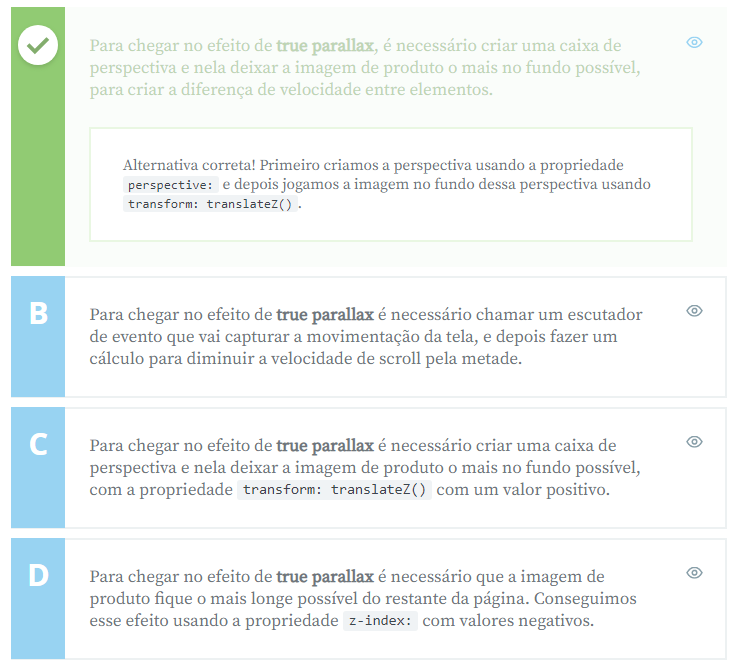 Para chegar no efeito de true parallax, é necessário criar uma caixa de
perspectiva e nela deixar a imagem de produto o mais no fundo possível,
para criar a diferença de velocidade entre elementos.
Alternativa correta! Primeiro criamos a perspectiva usando a propriedade
perspective: e depois jogamos a imagem no fundo dessa perspectiva usando
transform: translateZ().
B
Para chegar no efeito de true parallax é necessário chamar um escutador
de evento que vai capturar a movimentação da tela, e depois fazer um
cálculo para diminuir a velocidade de scroll pela metade.
C
Para chegar no efeito de true parallax é necessário criar uma caixa de
perspectiva e nela deixar a imagem de produto o mais no fundo possível,
com a propriedade transform: translateZ() com um valor positivo.
D
Para chegar no efeito de true parallax é necessário que a imagem de
produto fique o mais longe possível do restante da página. Conseguimos
esse efeito usando a propriedade z-index: com valores negativos.